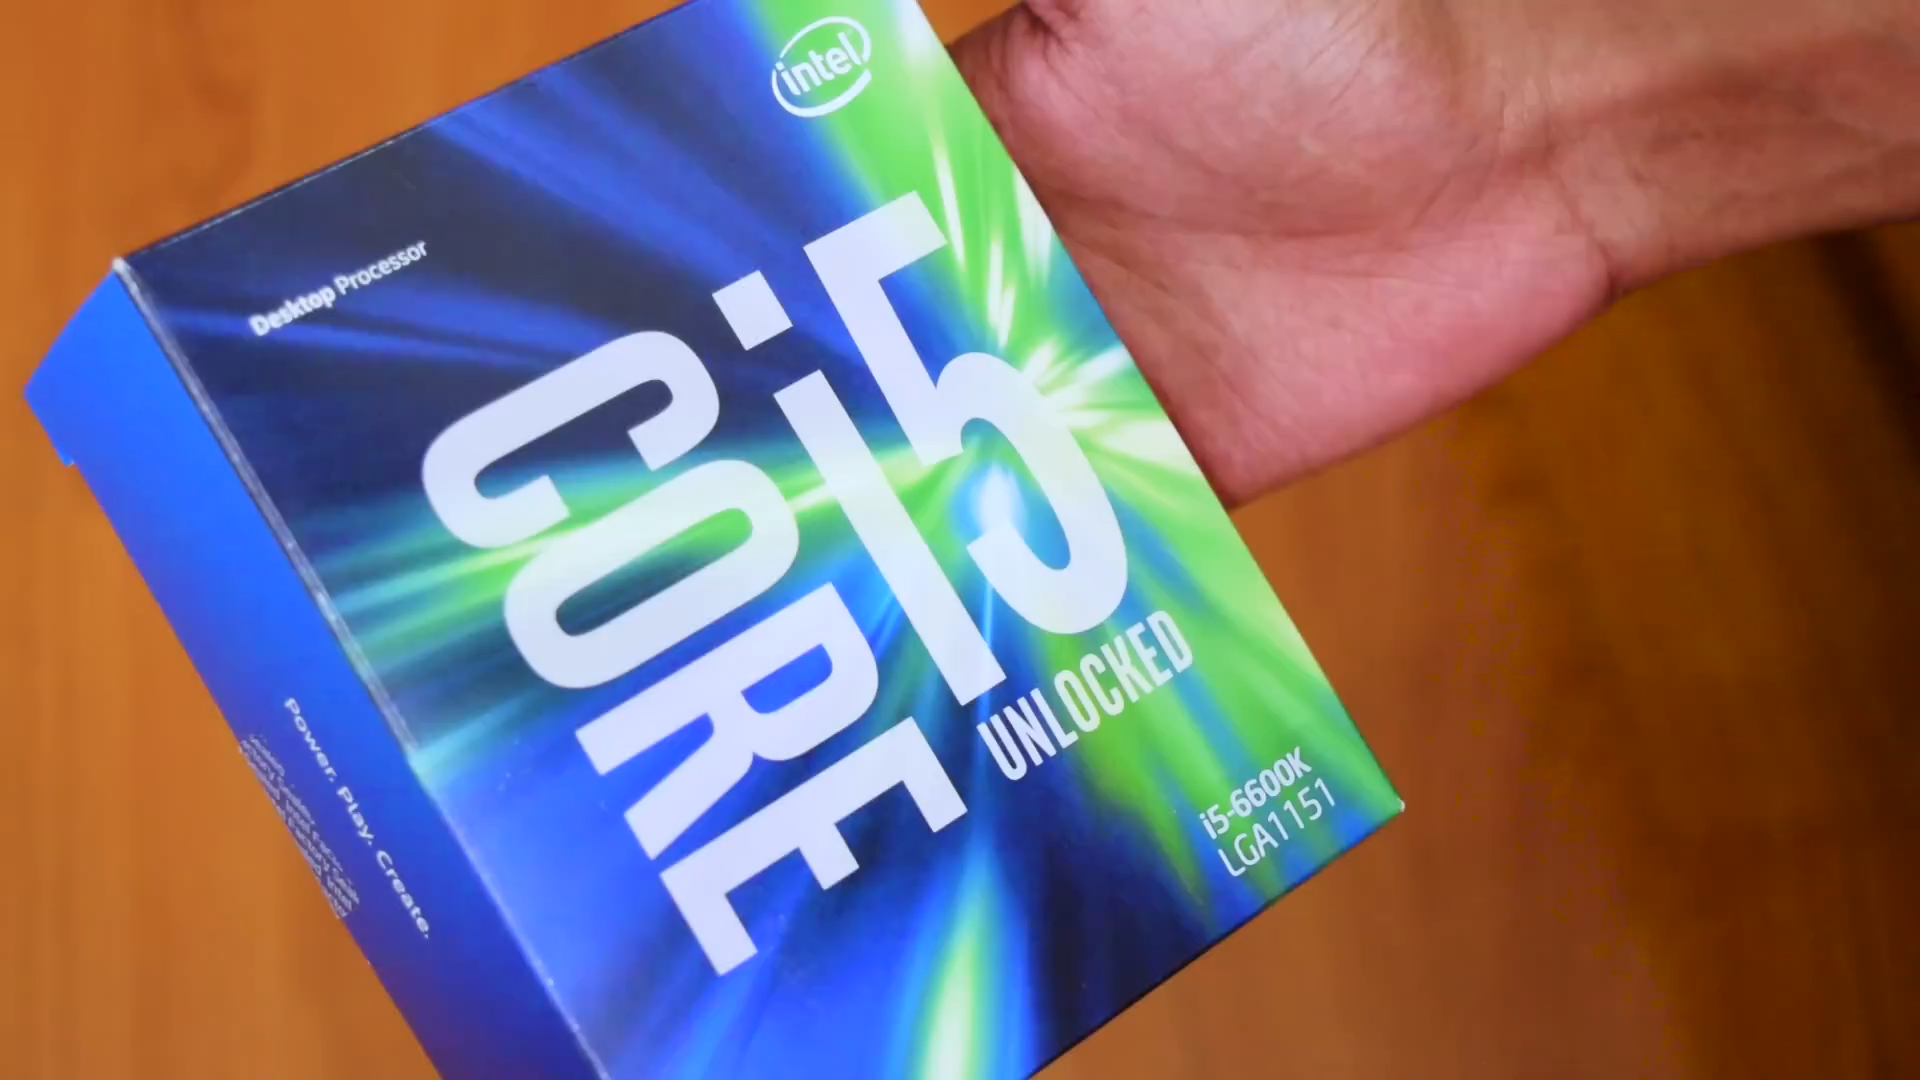 intel
Desktop Processor
CORE i5
UNLOCKED
i5-6600K
LGA1151
Power. Play. Create.